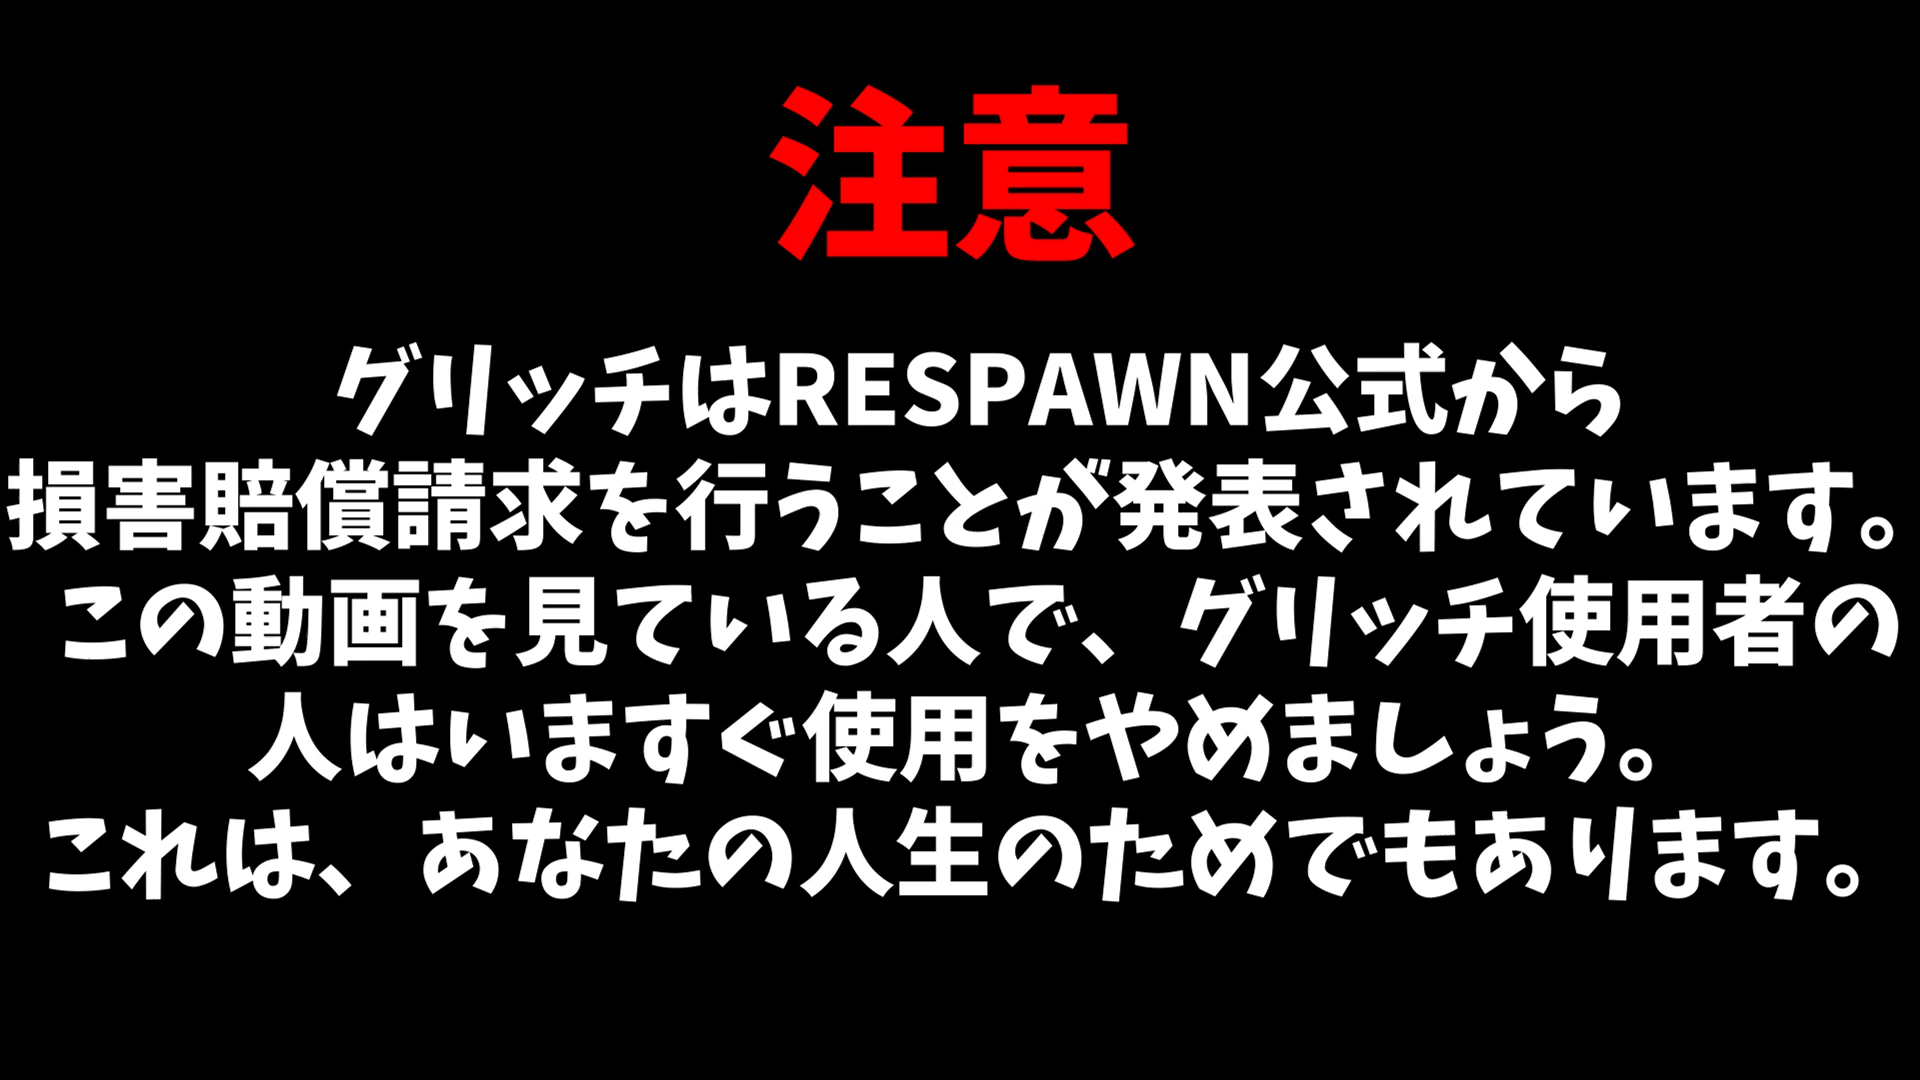 注意
グリッチはRESPAWN公式から
損害賠償請求を行うことが発表されています。
この動画を見ている人で、グリッチ使用者の
人はいますぐ使用をやめましょう。
これは、あなたの人生のためでもあります。